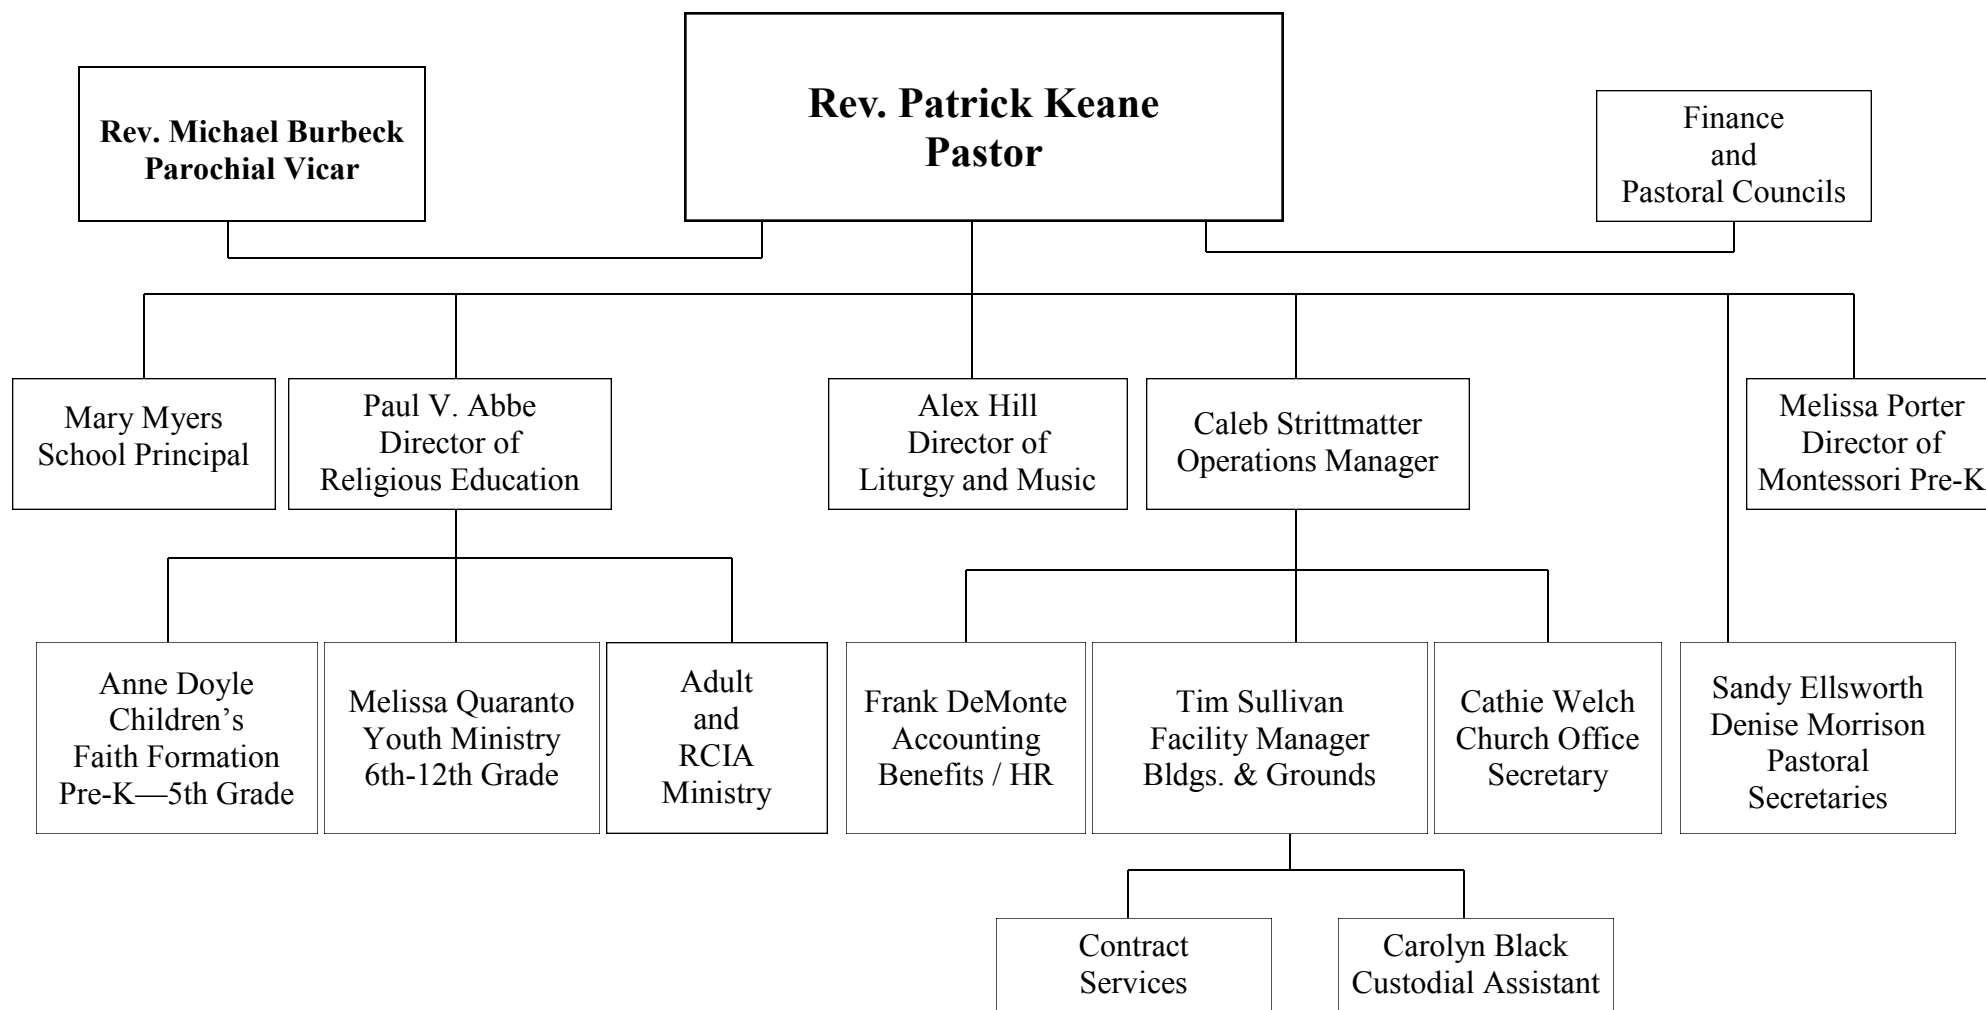 Rev. Patrick Keane
Pastor
Rev. Michael Burbeck
Parochial Vicar
Finance
and
Pastoral Councils
Mary Myers
School Principal
Paul V. Abbe
Director of
Religious Education
Alex Hill
Director of
Liturgy and Music
Caleb Strittmatter
Operations Manager
Melissa Porter
Director of
Montessori Pre-K
Anne Doyle
Children’s
Faith Formation
Pre-K—5th Grade
Melissa Quaranto
Youth Ministry
6th-12th Grade
Adult
and
RCIA
Ministry
Frank DeMonte
Accounting
Benefits / HR
Tim Sullivan
Facility Manager
Bldgs. & Grounds
Cathie Welch
Church Office
Secretary
Sandy Ellsworth
Denise Morrison
Pastoral
Secretaries
Contract
Services
Carolyn Black
Custodial Assistant